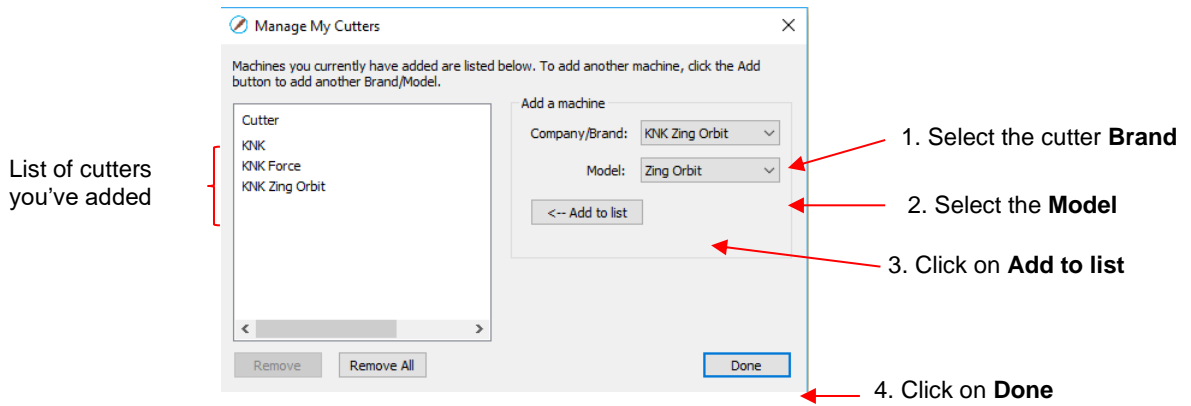 Manage My Cutters
Machines you currently have added are listed below. To add another machine, click the Add
button to add another Brand/Model.
Cutter
KNK
KNK Force
KNK Zing Orbit
List of cutters
you've added
Add a machine
Company/Brand: KNK Zing Orbit
Model: Zing Orbit
<-- Add to list
1. Select the cutter Brand
2. Select the Model
3. Click on Add to list
Remove Remove All Done
4. Click on Done